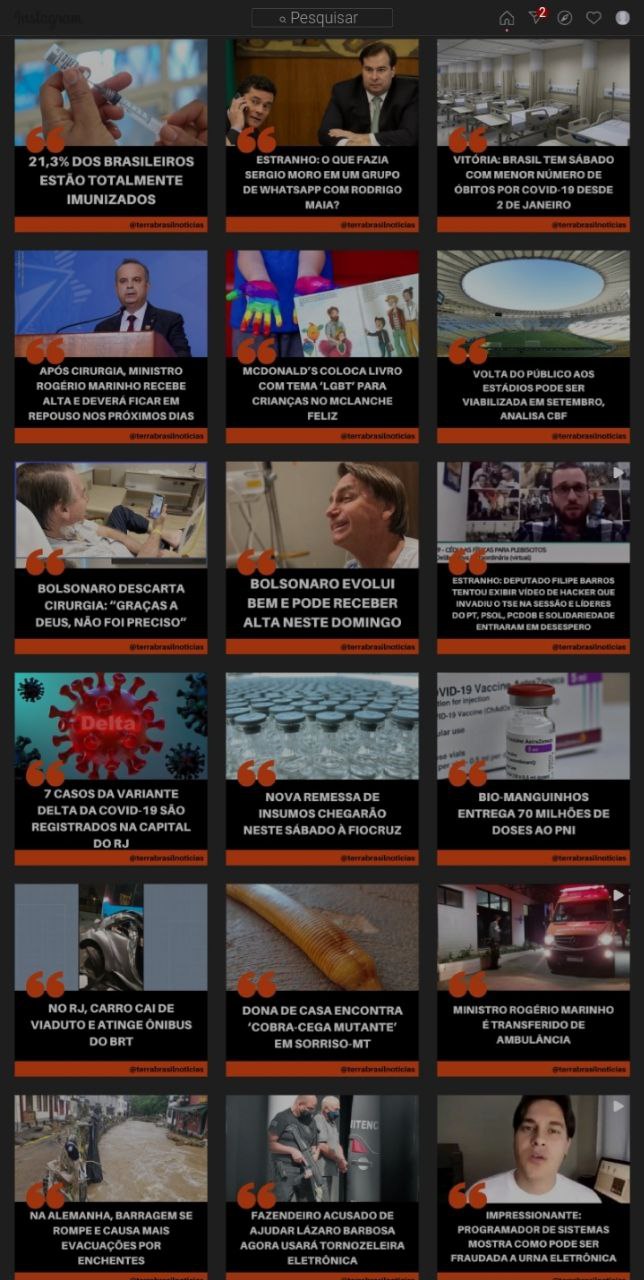 Instagram
Pesquisar
2
21,3% DOS BRASILEIROS
ESTÃO TOTALMENTE
IMUNIZADOS
@terrabrasilnoticias
ESTRANHO: O QUE FAZIA
SERGIO MORO EM UM GRUPO
DE WHATSAPP COM RODRIGO
MAIA?
@terrabrasilnoticias
VITÓRIA: BRASIL TEM SÁBADO
COM MENOR NÚMERO DE
ÓBITOS POR COVID-19 DESDE
2 DE JANEIRO
@terrabrasilnoticias
APÓS CIRURGIA, MINISTRO
ROGÉRIO MARINHO RECEBE
ALTA E DEVERÁ FICAR EM
REPOUSO NOS PRÓXIMOS DIAS
@terrabrasilnoticias
MCDONALD'S COLOCA LIVRO
COM TEMA 'LGBT' PARA
CRIANÇAS NO MCLANCHE
FELIZ
@terrabrasilnoticias
VOLTA DO PÚBLICO AOS
ESTÁDIOS PODE SER
VIABILIZADA EM SETEMBRO,
ANALISA CBF
@terrabrasilnoticias
BOLSONARO DESCARTA
CIRURGIA: “GRAÇAS A
DEUS, NÃO FOI PRECISO”
@terrabrasilnoticias
BOLSONARO EVOLUI
BEM E PODE RECEBER
ALTA NESTE DOMINGO
@terrabrasilnoticias
ESTRANHO: DEPUTADO FILIPE BARROS
TENTOU EXIBIR VÍDEO DE HACKER QUE
INVADIU O TSE NA SESSÃO E LÍDERES
DO PT, PSOL, PCDOB E SOLIDARIEDADE
ENTRARAM EM DESESPERO
@terrabrasilnoticias
Delta
7 CASOS DA VARIANTE
DELTA DA COVID-19 SÃO
REGISTRADOS NA CAPITAL
DO RJ
@terrabrasilnoticias
NOVA REMESSA DE
INSUMOS CHEGARÃO
NESTE SÁBADO À FIOCRUZ
@terrabrasilnoticias
BIO-MANGUINHOS
ENTREGA 70 MILHÕES DE
DOSES AO PNI
@terrabrasilnoticias
NO RJ, CARRO CAI DE
VIADUTO E ATINGE ÔNIBUS
DO BRT
@terrabrasilnoticias
DONA DE CASA ENCONTRA
‘COBRA-CEGA MUTANTE’
EM SORRISO-MT
@terrabrasilnoticias
MINISTRO ROGÉRIO MARINHO
É TRANSFERIDO DE
AMBULÂNCIA
@terrabrasilnoticias
NA ALEMANHA, BARRAGEM SE
ROMPE E CAUSA MAIS
EVACUAÇÕES POR
ENCHENTES
FAZENDEIRO ACUSADO DE
AJUDAR LÁZARO BARBOSA
AGORA USARÁ TORNOZELEIRA
ELETRÔNICA
IMPRESSIONANTE:
PROGRAMADOR DE SISTEMAS
MOSTRA COMO PODE SER
FRAUDADA A URNA ELETRÔNICA